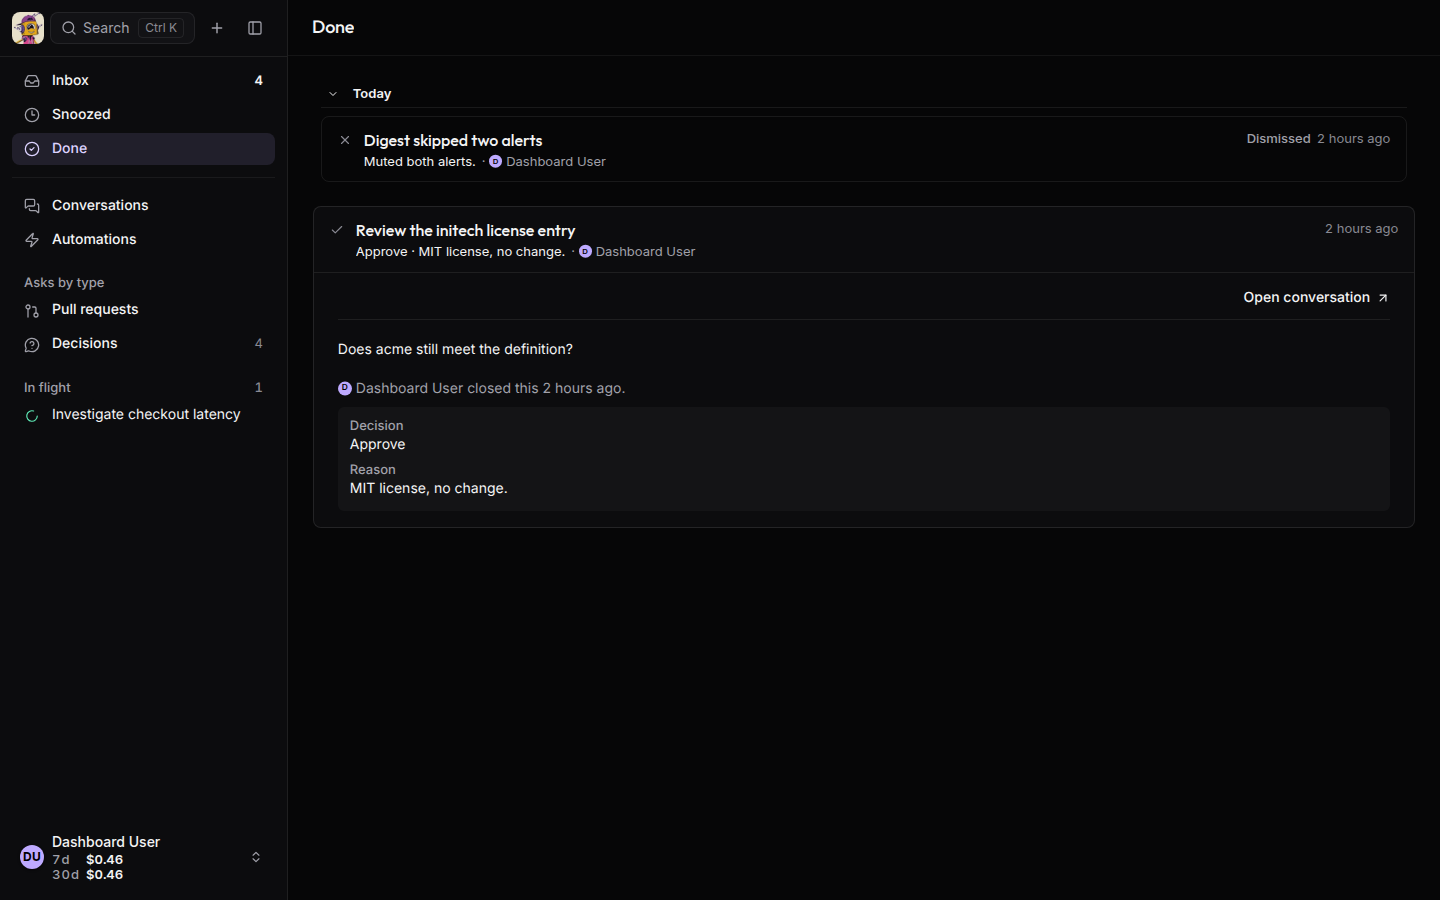 Search Ctrl K
Inbox 4
Snoozed
Done
Conversations
Automations
Asks by type
Pull requests
Decisions 4
In flight 1
Investigate checkout latency
DU Dashboard User
7d $0.46
30d $0.46
Done
Today
Digest skipped two alerts Dismissed 2 hours ago
Muted both alerts. · D Dashboard User
Review the initech license entry 2 hours ago
Approve · MIT license, no change. · D Dashboard User
Open conversation
Does acme still meet the definition?
D Dashboard User closed this 2 hours ago.
Decision
Approve
Reason
MIT license, no change.